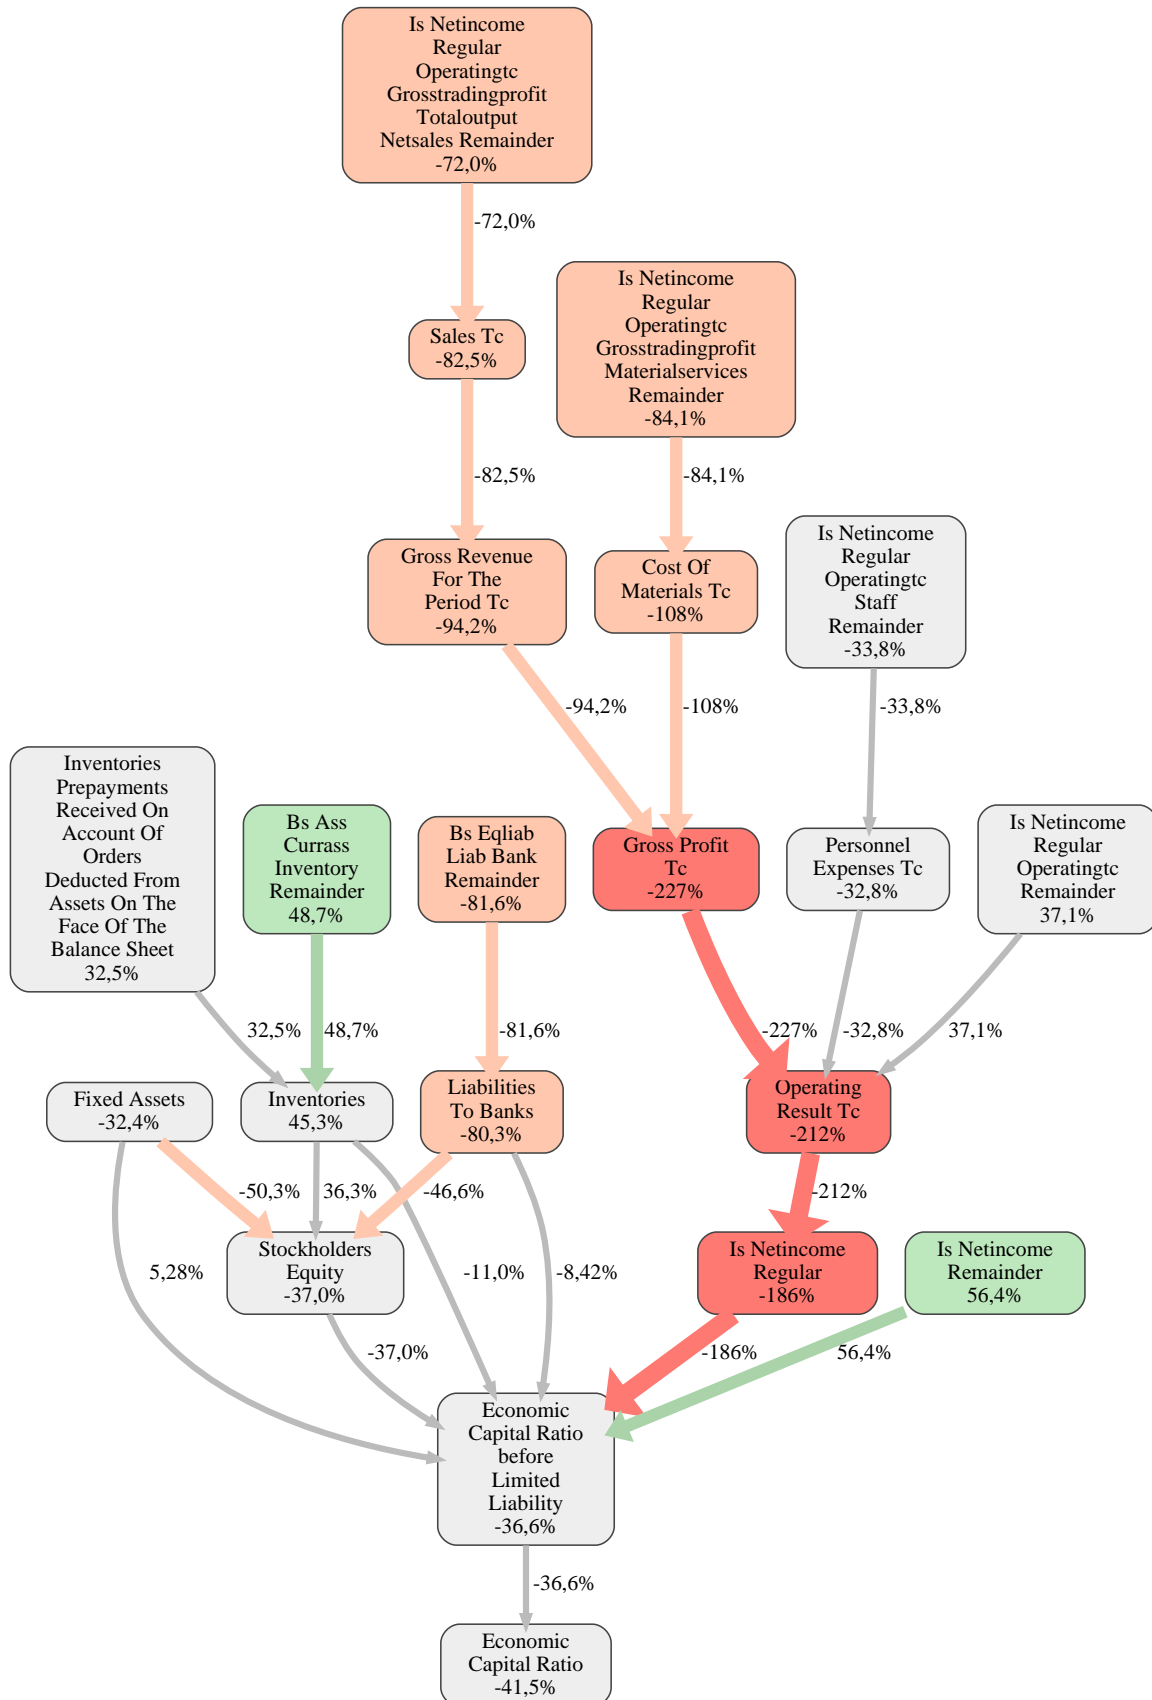 Is Netincome
Regular
Operatingtc
Grosstradingprofit
Totaloutput
Netsales Remainder
-72,0%
-72,0%
Is Netincome
Regular
Operatingtc
Grosstradingprofit
Materialservices
Remainder
-84,1%
Sales Tc
-82,5%
-82,5%
-84,1%
Is Netincome
Regular
Operatingtc
Staff
Remainder
-33,8%
Gross Revenue
For The
Period Tc
-94,2%
Cost Of
Materials Tc
-108%
-94,2%
-108%
-33,8%
Inventories
Prepayments
Received On
Account Of
Orders
Deducted From
Assets On The
Face Of The
Balance Sheet
32,5%
Bs Ass
Currass
Inventory
Remainder
48,7%
Bs Eqliab
Liab Bank
Remainder
-81,6%
Gross Profit
Tc
-227%
Personnel
Expenses Tc
-32,8%
Is Netincome
Regular
Operatingtc
Remainder
37,1%
32,5%
48,7%
-81,6%
-227%
-32,8%
37,1%
Fixed Assets
-32,4%
Inventories
45,3%
Liabilities
To Banks
-80,3%
Operating
Result Tc
-212%
-50,3%
36,3%
-46,6%
-212%
Stockholders
Equity
-37,0%
Is Netincome
Regular
-186%
Is Netincome
Remainder
56,4%
5,28%
-11,0%
-8,42%
-37,0%
-186%
56,4%
Economic
Capital Ratio
before
Limited
Liability
-36,6%
-36,6%
Economic
Capital Ratio
-41,5%